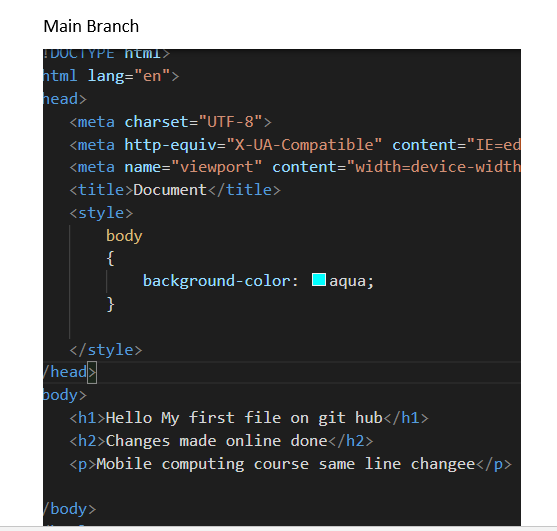 Main Branch
!DOCTYPE html>
html lang="en">
head>
<meta charset="UTF-8">
<meta http-equiv="X-UA-Compatible" content="IE=ed
<meta name="viewport" content="width=device-width
<title>Document</title>
<style>
body
{
background-color: aqua;
}
</style>
/head>
body>
<h1>Hello My first file on git hub</h1>
<h2>Changes made online done</h2>
<p>Mobile computing course same line changee</p>
/body>